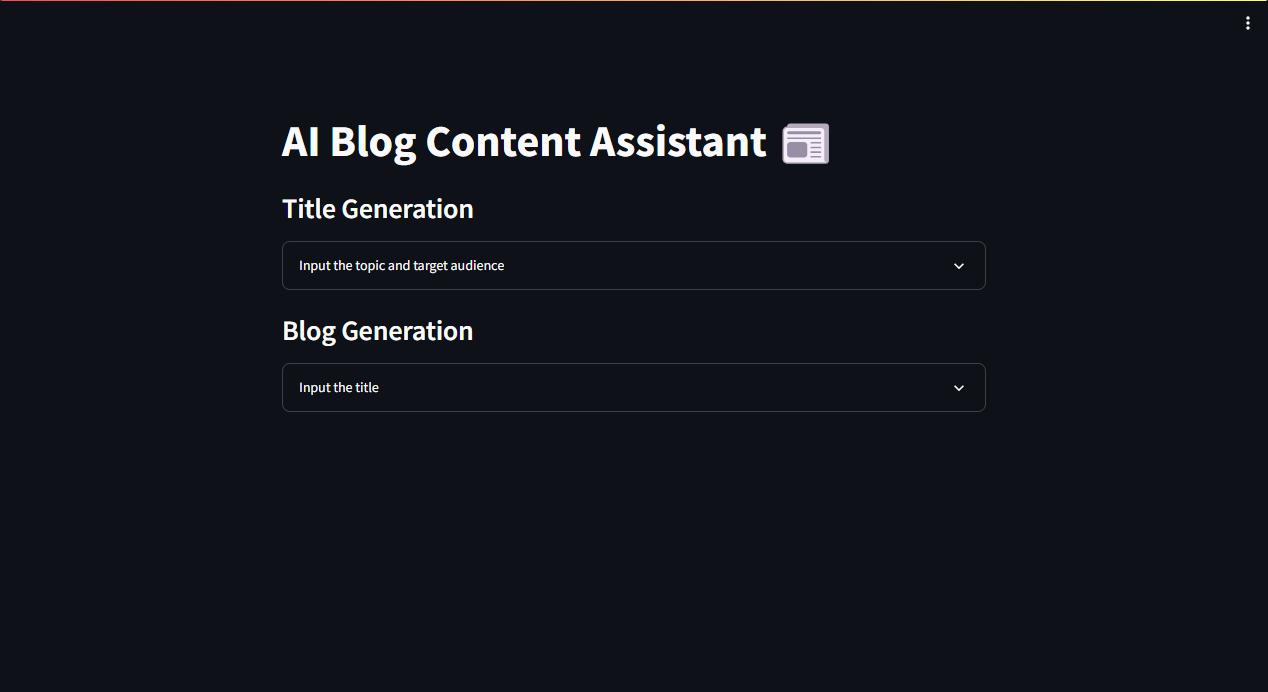 AI Blog Content Assistant
Title Generation
Input the topic and target audience
Blog Generation
Input the title